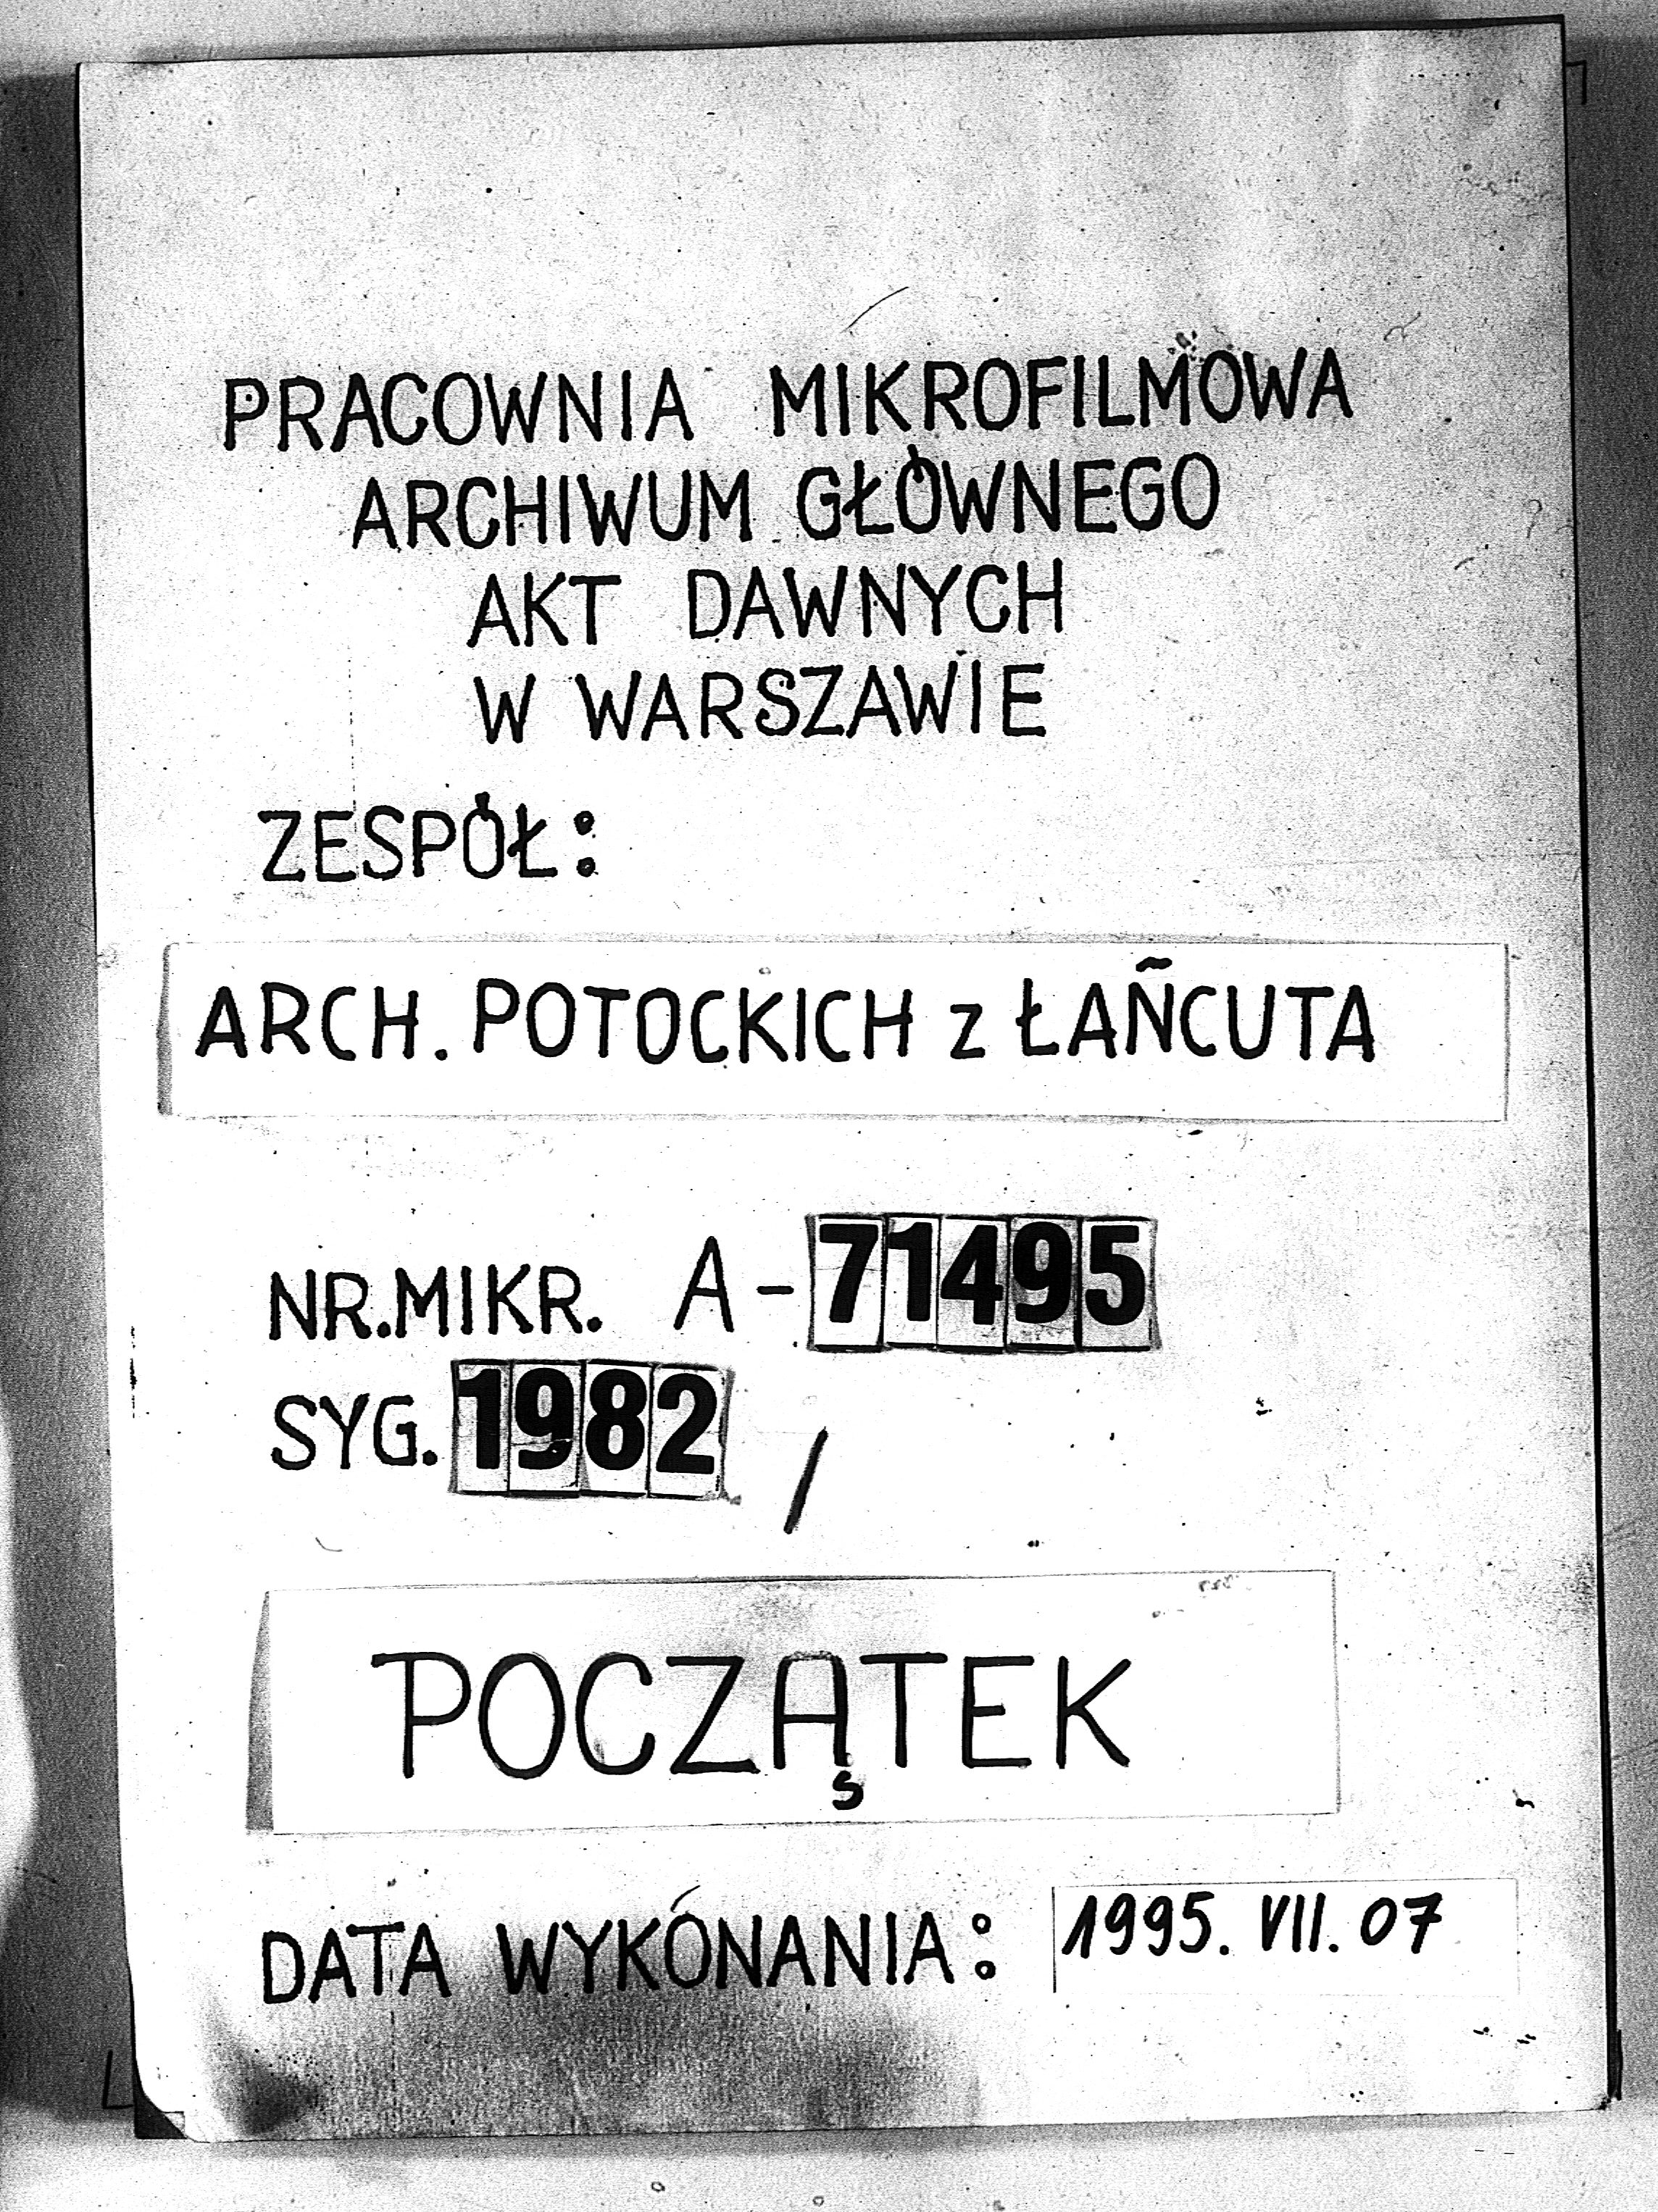 PRACOWNIA MIKROFILMOWA
ARCHIWUM GŁÓWNEGO
AKT DAWNYCH
W WARSZAWIE
ZESPÓŁ:
ARCH. POTOCKICH z ŁAŃCUTA
NR.MIKR. A-71495
SYG. 1982 /
POCZĄTEK
DATA WYKONANIA: 1995. VII. 07